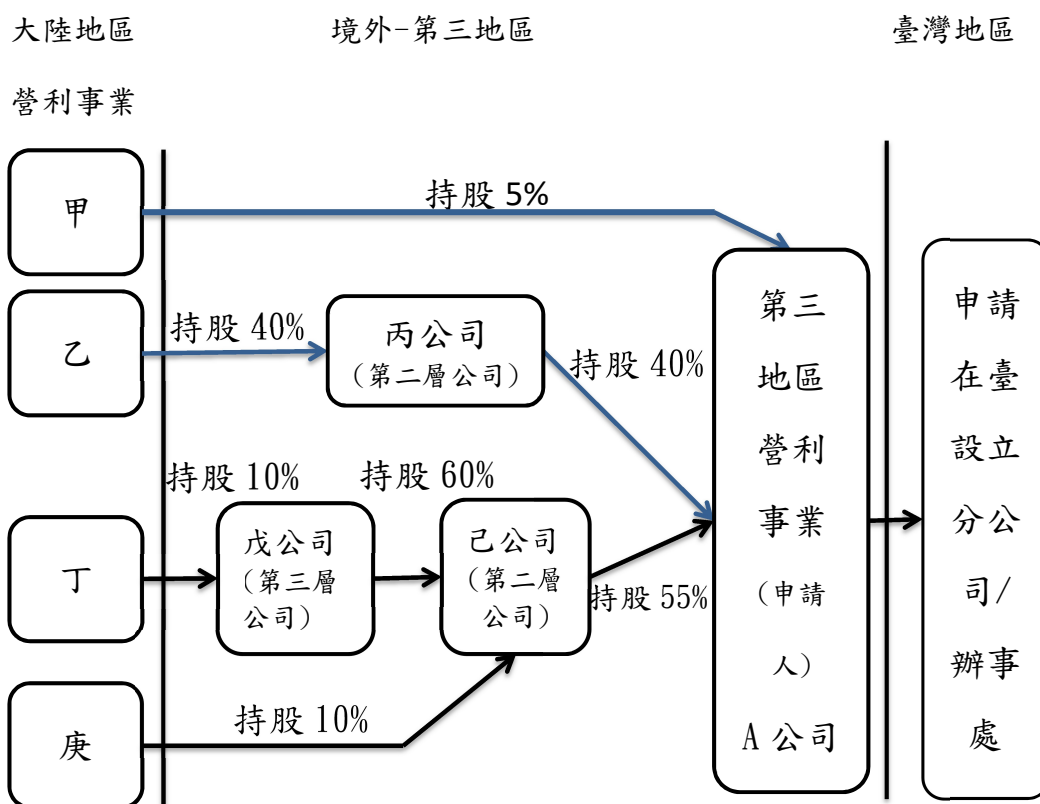 大陸地區
營利事業
境外-第三地區
臺灣地區
甲
持股 5%
乙
持股 40%
丙公司
（第二層公司）
持股 40%
丁
持股 10%
戊公司
（第三層
公司）
持股 60%
己公司
（第二層
公司）
持股 55%
庚
持股 10%
第三
地區
營利
事業
（申請
人）
A 公司
申請
在臺
設立
分公
司/
辦事
處